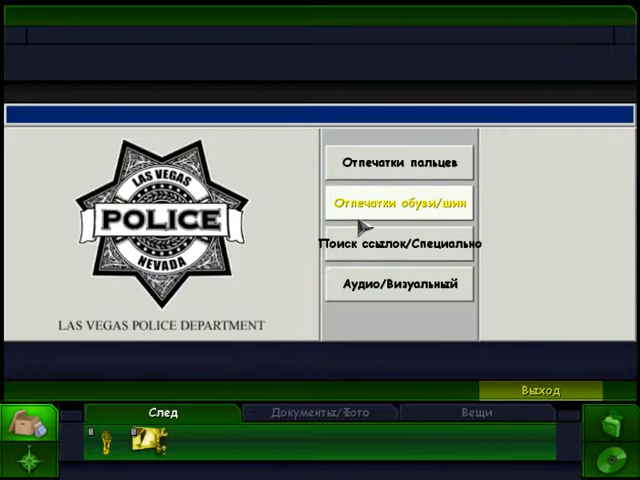 LAS VEGAS
POLICE
NEVADA
LAS VEGAS POLICE DEPARTMENT
Отпечатки пальцев
Отпечатки обуви/шин
Поиск ссылок/Специально
Аудио/Визуальный
Выход
След
Документы/Фото
Вещи